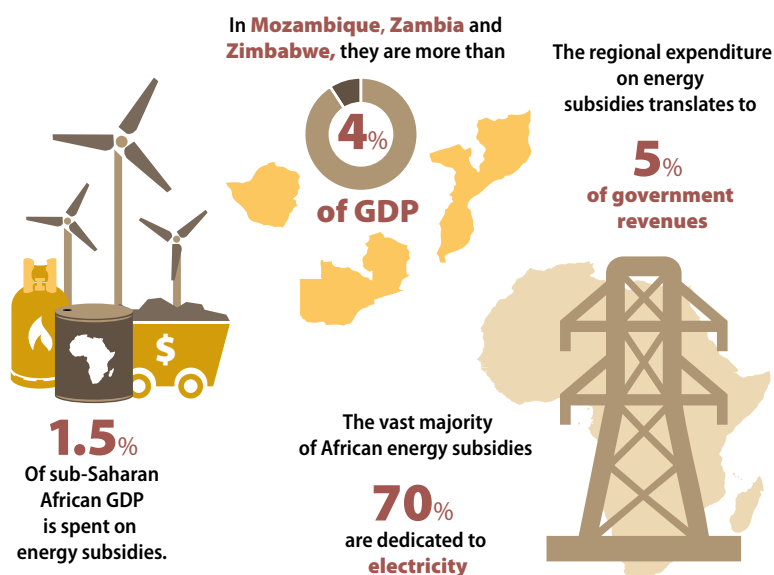 In Mozambique, Zambia and
Zimbabwe, they are more than
4%
of GDP
The regional expenditure
on energy
subsidies translates to
5%
of government
revenues
$
1.5%
Of sub-Saharan
African GDP
is spent on
energy subsidies.
The vast majority
of African energy subsidies
70%
are dedicated to
electricity